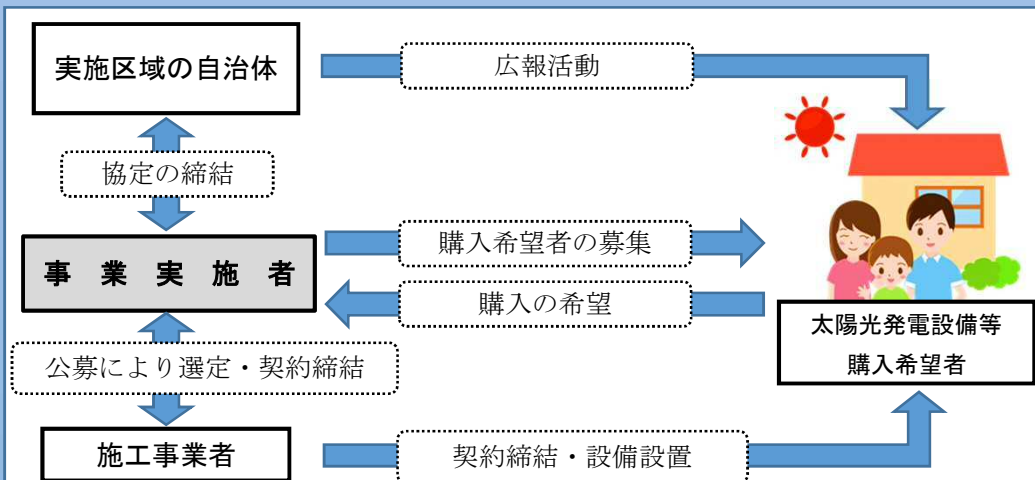 実施区域の自治体
広報活動
協定の締結
事業実施者
購入希望者の募集
購入の希望
太陽光発電設備等
購入希望者
公募により選定・契約締結
施工事業者
契約締結・設備設置